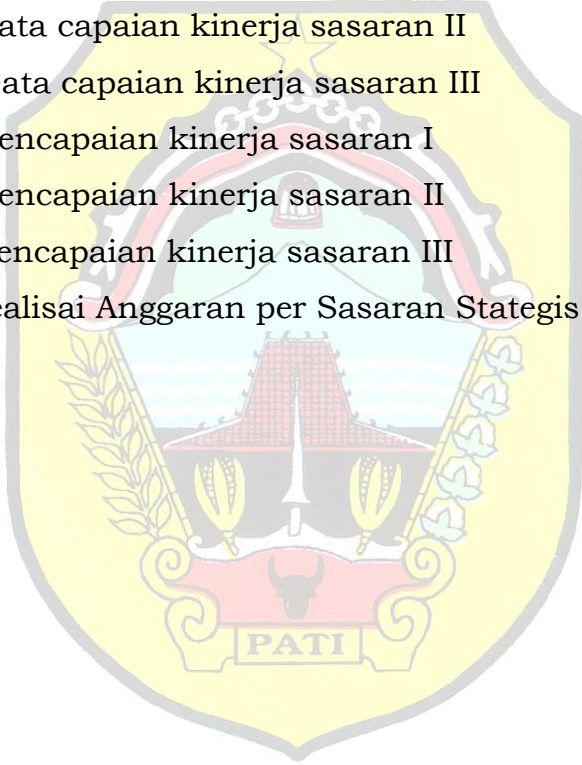 ata capaian kinerja sasaran II
ata capaian kinerja sasaran III
encapaian kinerja sasaran I
encapaian kinerja sasaran II
encapaian kinerja sasaran III
ealisai Anggaran per Sasaran Stategis
PATI